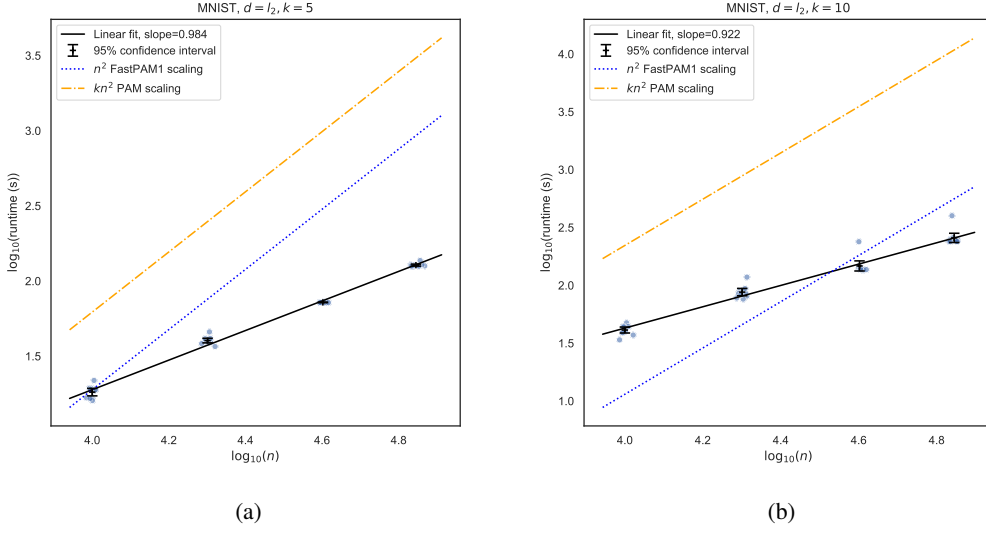 MNIST, d = l₂, k = 5
Linear fit, slope=0.984
95% confidence interval
n² FastPAM1 scaling
kn² PAM scaling
log₁₀(runtime (s))
3.5
3.0
2.5
2.0
1.5
4.0 4.2 4.4 4.6 4.8
log₁₀(n)
(a)
MNIST, d = l₂, k = 10
Linear fit, slope=0.922
95% confidence interval
n² FastPAM1 scaling
kn² PAM scaling
log₁₀(runtime (s))
4.0
3.5
3.0
2.5
2.0
1.5
1.0
4.0 4.2 4.4 4.6 4.8
log₁₀(n)
(b)